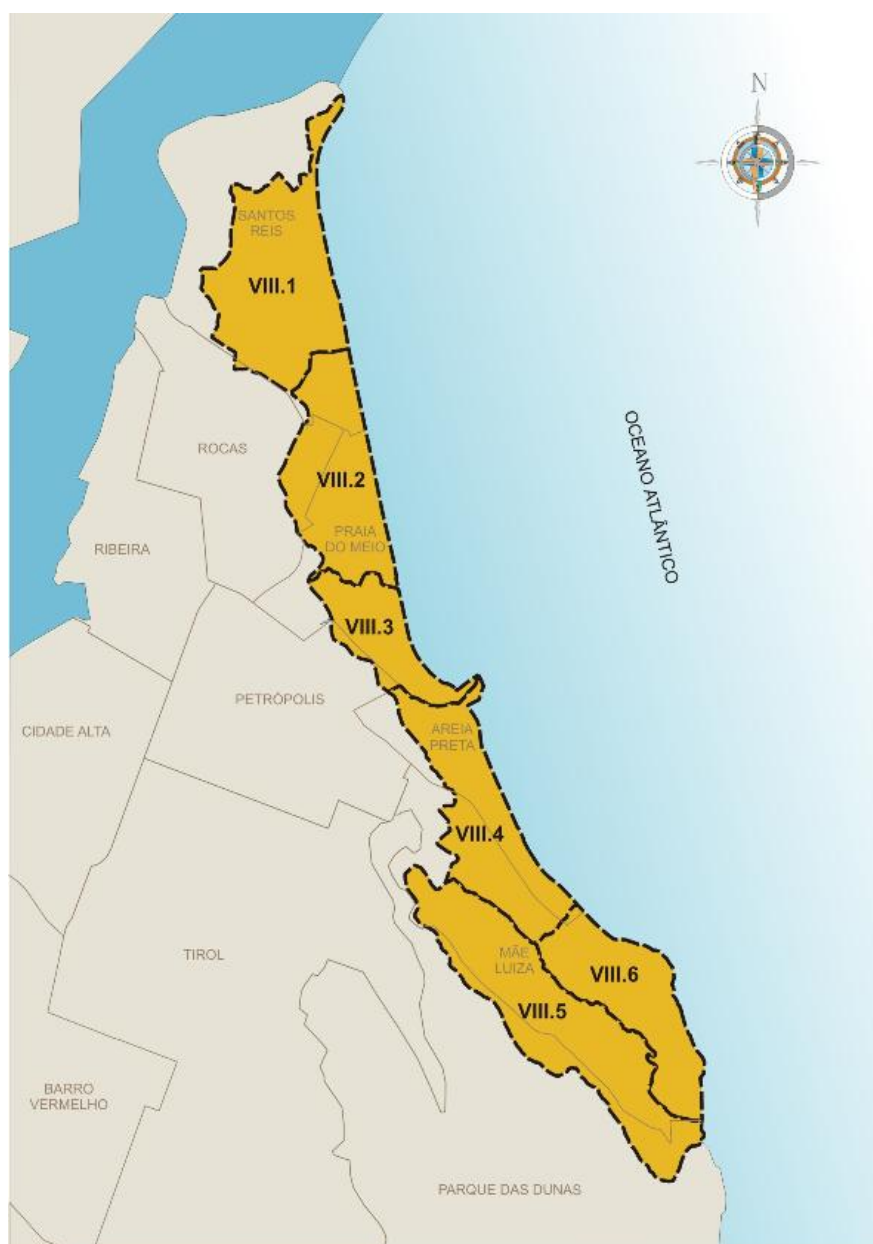 N
SANTOS
REIS
VIII.1
OCEANO ATLÂNTICO
ROCAS
VIII.2
PRAIA
DO MEIO
RIBEIRA
VIII.3
PETRÓPOLIS
CIDADE ALTA
AREIA
PRETA
VIII.4
TIROL
MÃE
LUIZA
VIII.6
VIII.5
BARRO
VERMELHO
PARQUE DAS DUNAS